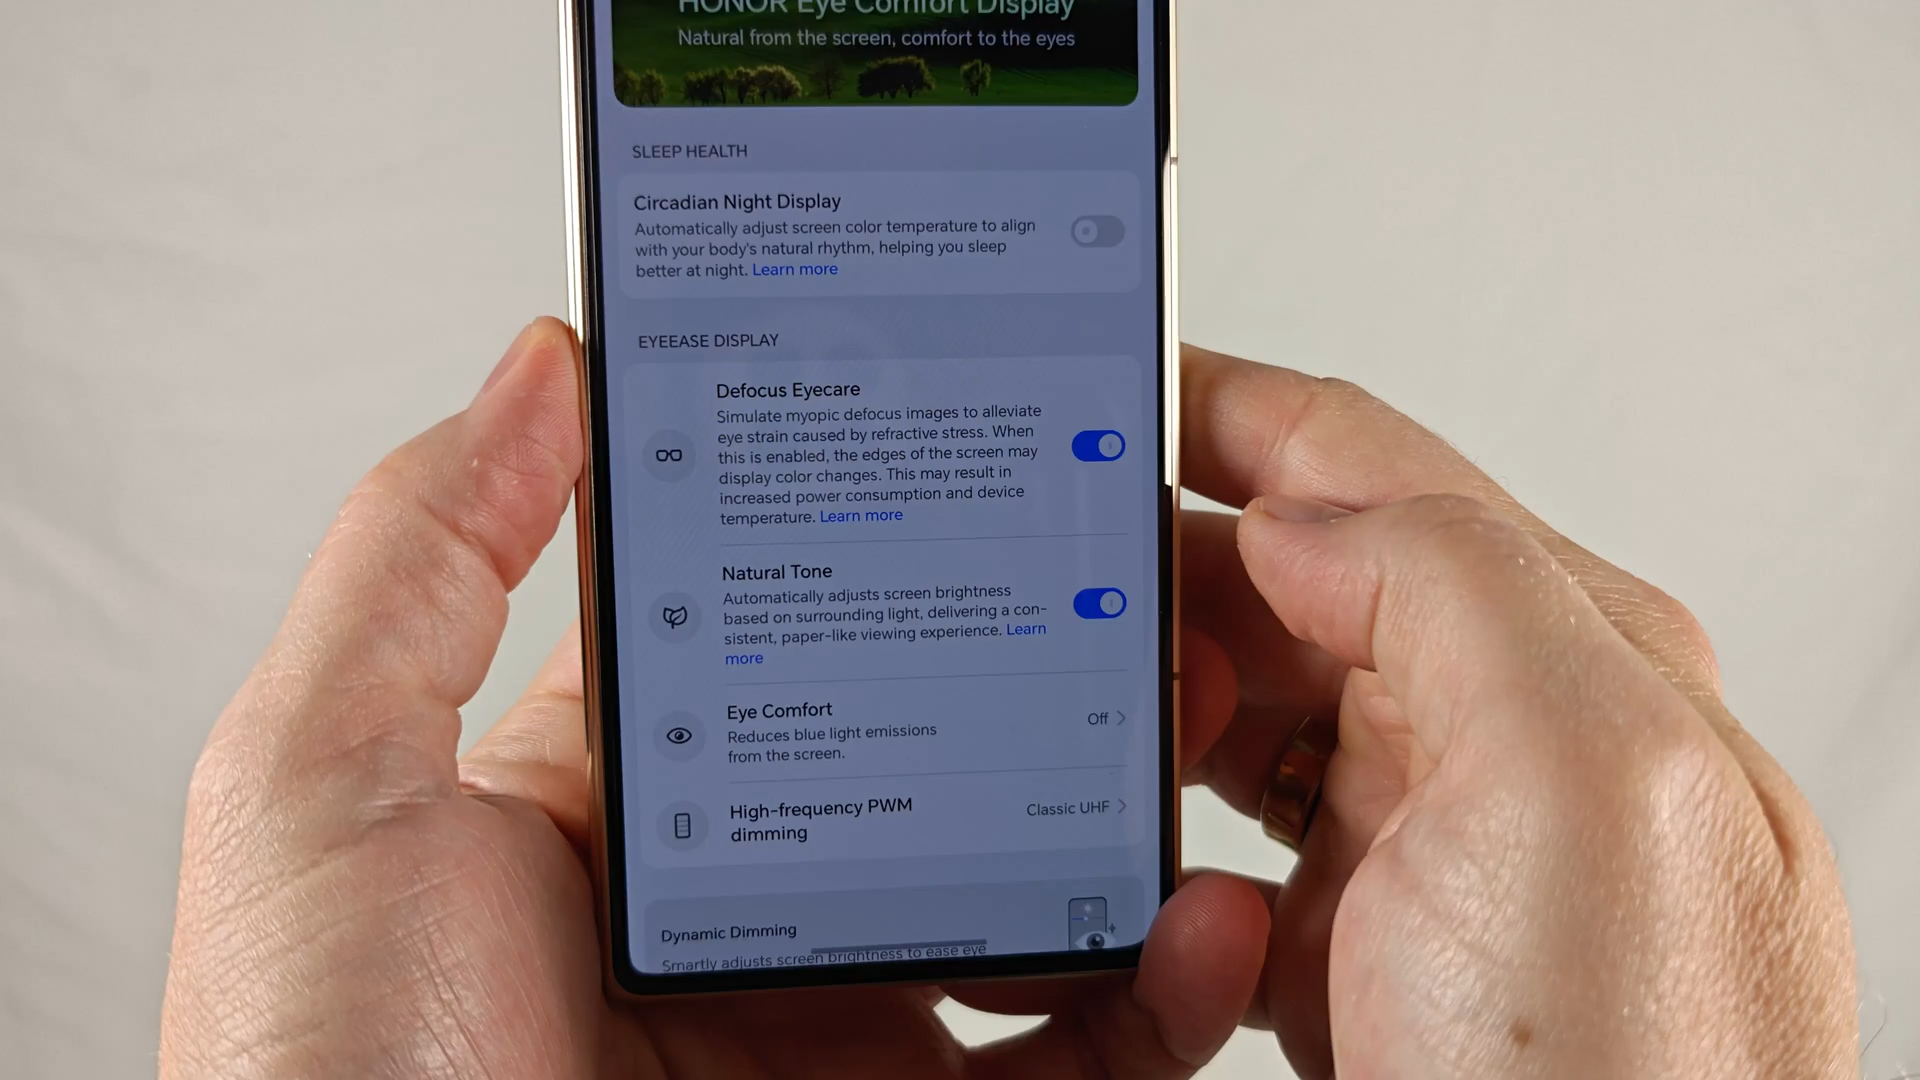 HONOR Eye Comfort Display
Natural from the screen, comfort to the eyes
SLEEP HEALTH
Circadian Night Display
Automatically adjust screen color temperature to align
with your body's natural rhythm, helping you sleep
better at night. Learn more
EYEEASE DISPLAY
Defocus Eyecare
Simulate myopic defocus images to alleviate
eye strain caused by refractive stress. When
this is enabled, the edges of the screen may
display color changes. This may result in
increased power consumption and device
temperature. Learn more
Natural Tone
Automatically adjusts screen brightness
based on surrounding light, delivering a con-
sistent, paper-like viewing experience. Learn
more
Eye Comfort
Reduces blue light emissions
from the screen.
Off
High-frequency PWM
dimming
Classic UHF
Dynamic Dimming
Smartly adjusts screen brightness to ease eye